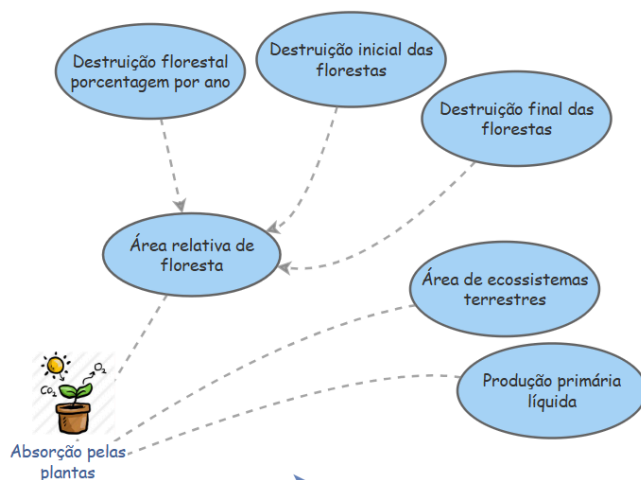 Destruição florestal
porcentagem por ano
Destruição inicial das
florestas
Destruição final das
florestas
Área relativa de
floresta
Área de ecossistemas
terrestres
Produção primária
líquida
O2
CO2
Absorção pelas
plantas